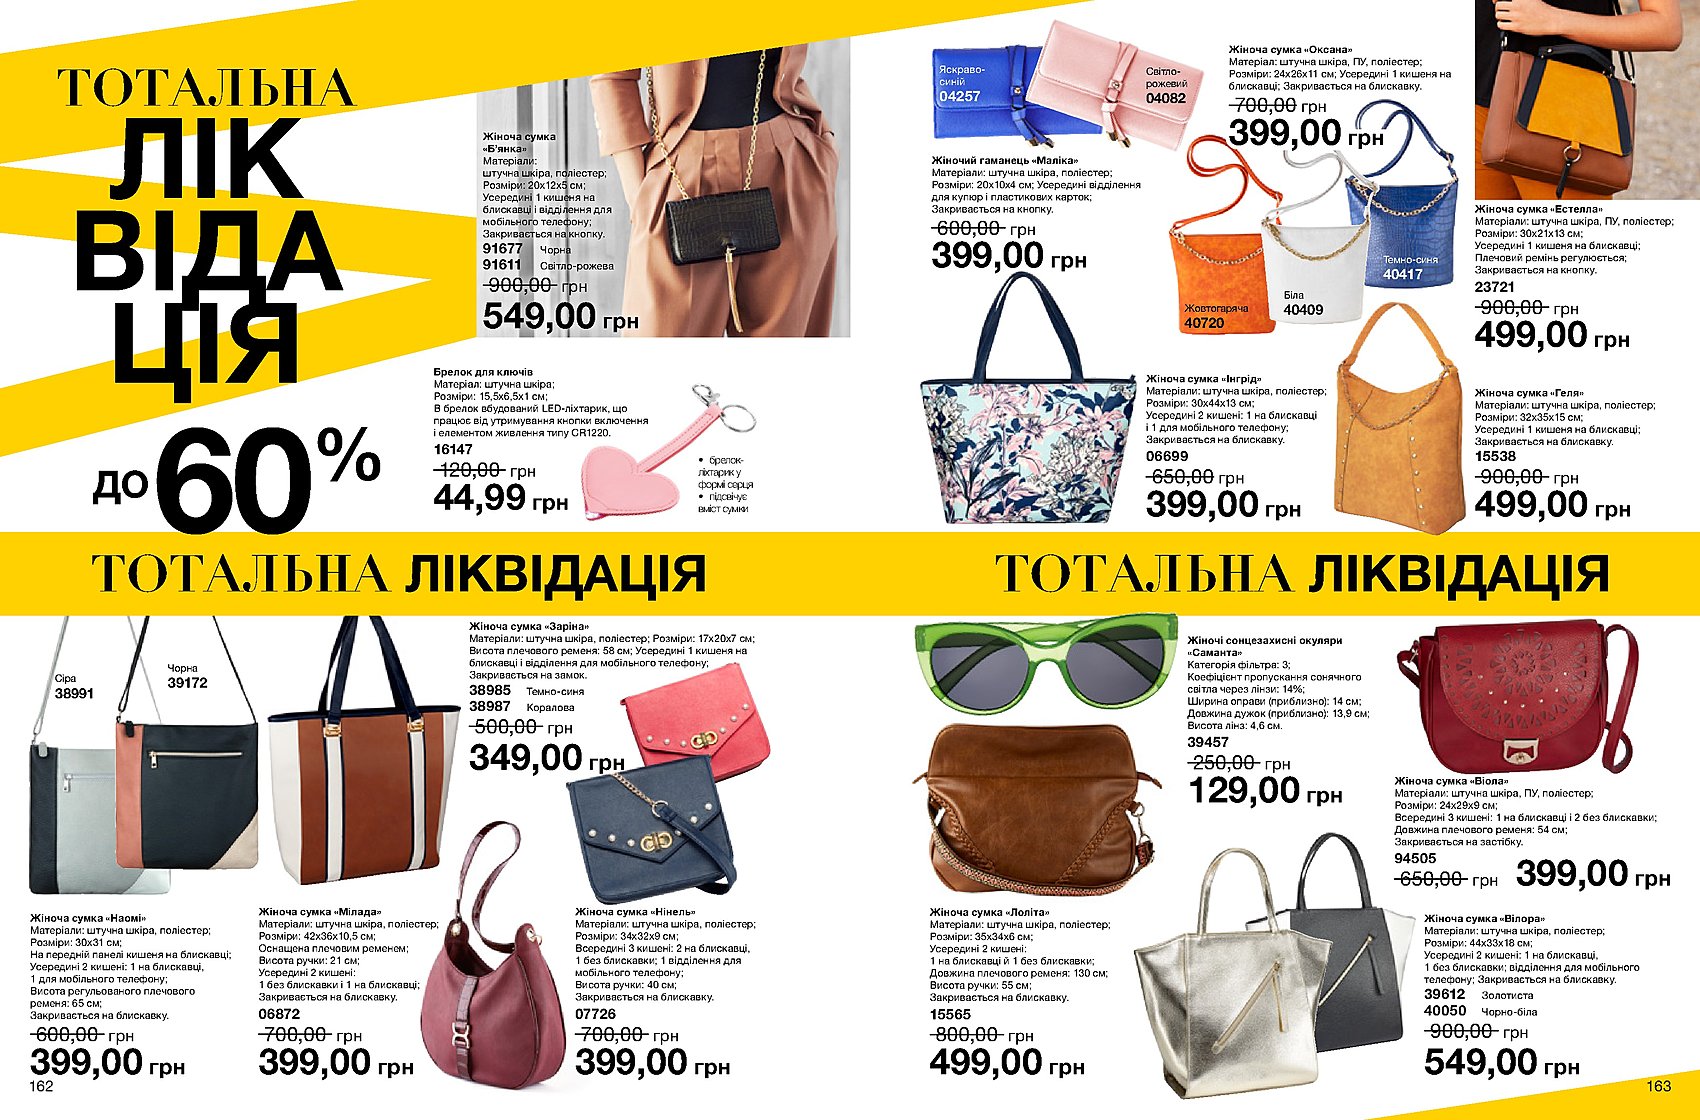 ТОТАЛЬНА
ЛІК
ВІДА
ЦІЯ
ДО 60%
Жіноча сумка
«Б'янка»
Матеріали:
штучна шкіра, поліестер;
Розміри: 20х12х5 см;
Усередині 1 кишеня на
блискавці і відділення для
мобільного телефону;
Закривається на кнопку.
91677 Чорна
91611 Світло-рожева
900,00 грн
549,00 грн
Брелок для ключів
Матеріал: штучна шкіра;
Розміри: 15,5х6,5х1 см;
В брелок вбудований LED-ліхтарик, що
працює від утримування кнопки включення
і елементом живлення типу CR1220.
16147
120,00 грн
44,99 грн
• брелок-
ліхтарик у
формі серця
• підсвічує
вміст сумки
ТОТАЛЬНА ЛІКВІДАЦІЯ
Сіра
38991
Чорна
39172
Жіноча сумка «Наомі»
Матеріали: штучна шкіра, поліестер;
Розміри: 30х31 см;
На передній панелі кишеня на блискавці;
Усередині 2 кишені: 1 на блискавці,
1 для мобільного телефону;
Висота регульованого плечового
ременя: 65 см;
Закривається на блискавку.
600,00 грн
399,00 грн
162
Жіноча сумка «Мілада»
Матеріали: штучна шкіра, поліестер;
Розміри: 42х36х10,5 см;
Оснащена плечовим ременем;
Висота ручки: 21 см;
Усередині 2 кишені:
1 без блискавки і 1 на блискавці;
Закривається на блискавку.
06872
700,00 грн
399,00 грн
Жіноча сумка «Заріна»
Матеріали: штучна шкіра, поліестер; Розміри: 17х20х7 см;
Висота плечового ременя: 58 см; Усередині 1 кишеня на
блискавці і відділення для мобільного телефону;
Закривається на замок.
38985 Темно-синя
38987 Коралова
500,00 грн
349,00 грн
Жіноча сумка «Нінель»
Матеріали: штучна шкіра, поліестер;
Розміри: 34х32х9 см;
Всередині 3 кишені: 2 на блискавці,
1 без блискавки; 1 відділення для
мобільного телефону;
Висота ручки: 40 см;
Закривається на блискавку.
07726
700,00 грн
399,00 грн
Яскраво-
синій
04257
Світло-
рожевий
04082
Жіночий гаманець «Маліка»
Матеріали: штучна шкіра, поліестер;
Розміри: 20х10х4 см; Усередині відділення
для купюр і пластикових карток;
Закривається на кнопку.
600,00 грн
399,00 грн
Жіноча сумка «Оксана»
Матеріал: штучна шкіра, ПУ, поліестер;
Розміри: 24х26х11 см; Усередині 1 кишеня на
блискавці; Закривається на блискавку.
700,00 грн
399,00 грн
Жовтогаряча
40720
Біла
40409
Темно-синя
40417
Жіноча сумка «Естелла»
Матеріали: штучна шкіра, ПУ, поліестер;
Розміри: 30х21х13 см;
Усередині 1 кишеня на блискавці;
Плечовий ремінь регулюється;
Закривається на кнопку.
23721
900,00 грн
499,00 грн
Жіноча сумка «Інгрід»
Матеріали: штучна шкіра, поліестер;
Розміри: 30х44х13 см;
Усередині 2 кишені: 1 на блискавці
і 1 для мобільного телефону;
Закривається на блискавку.
06699
650,00 грн
399,00 грн
Жіноча сумка «Геля»
Матеріали: штучна шкіра, поліестер;
Розміри: 32х35х15 см;
Усередині 1 кишеня на блискавці;
Закривається на блискавку.
15538
900,00 грн
499,00 грн
ТОТАЛЬНА ЛІКВІДАЦІЯ
Жіночі сонцезахисні окуляри
«Саманта»
Категорія фільтра: 3;
Коефіцієнт пропускання сонячного
світла через лінзи: 14%;
Ширина оправи (приблизно): 14 см;
Довжина дужок (приблизно): 13,9 см;
Висота лінз: 4,6 см.
39457
250,00 грн
129,00 грн
Жіноча сумка «Віола»
Матеріали: штучна шкіра, ПУ, поліестер;
Розміри: 24х29х9 см;
Всередині 3 кишені: 1 на блискавці і 2 без блискавки;
Довжина плечового ременя: 54 см;
Закривається на застібку.
94505
650,00 грн 399,00 грн
Жіноча сумка «Лоліта»
Матеріали: штучна шкіра, поліестер;
Розміри: 35х34х6 см;
Усередині 2 кишені:
1 на блискавці й 1 без блискавки;
Довжина плечового ременя: 130 см;
Висота ручки: 55 см;
Закривається на блискавку.
15565
800,00 грн
499,00 грн
Жіноча сумка «Вілора»
Матеріали: штучна шкіра, поліестер;
Розміри: 44х33х18 см;
Усередині 2 кишені: 1 на блискавці,
1 без блискавки; відділення для мобільного
телефону; Закривається на блискавку.
39612 Золотиста
40050 Чорно-біла
900,00 грн
549,00 грн
163